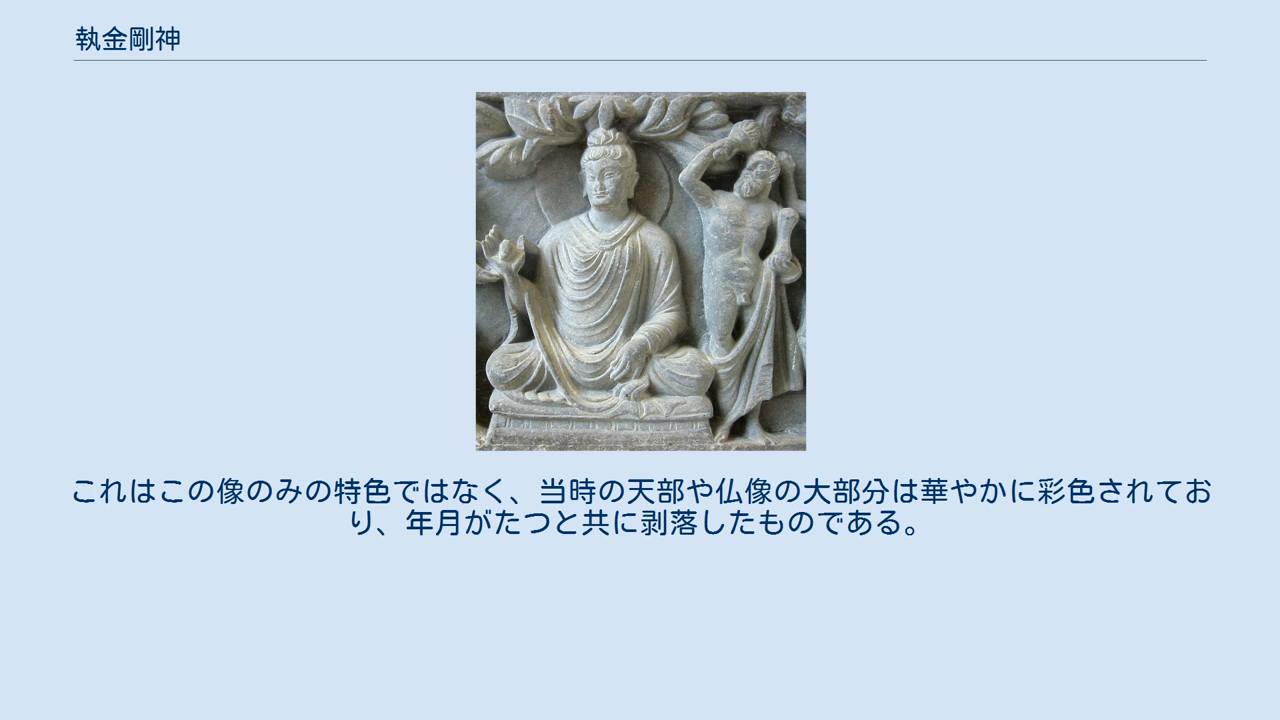 執金剛神
これはこの像のみの特色ではなく、当時の天部や仏像の大部分は華やかに彩色されてお
り、年月がたつと共に剥落したものである。